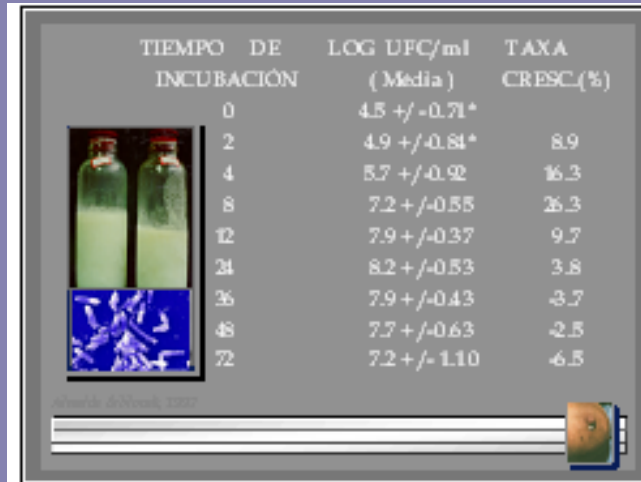 TIEMPO DE LOG UFC/ml TAXA
INCUBACIÓN (Média) CRESC.(%)
0 4.5 +/-0.71*
2 4.9 +/-0.84* 8.9
4 5.7 +/-0.92 16.3
8 7.2 +/-0.55 26.3
12 7.9 +/-0.37 9.7
24 8.2 +/-0.53 3.8
36 7.9 +/-0.43 -3.7
48 7.7 +/-0.63 -2.5
72 7.2 +/- 1.10 -6.5